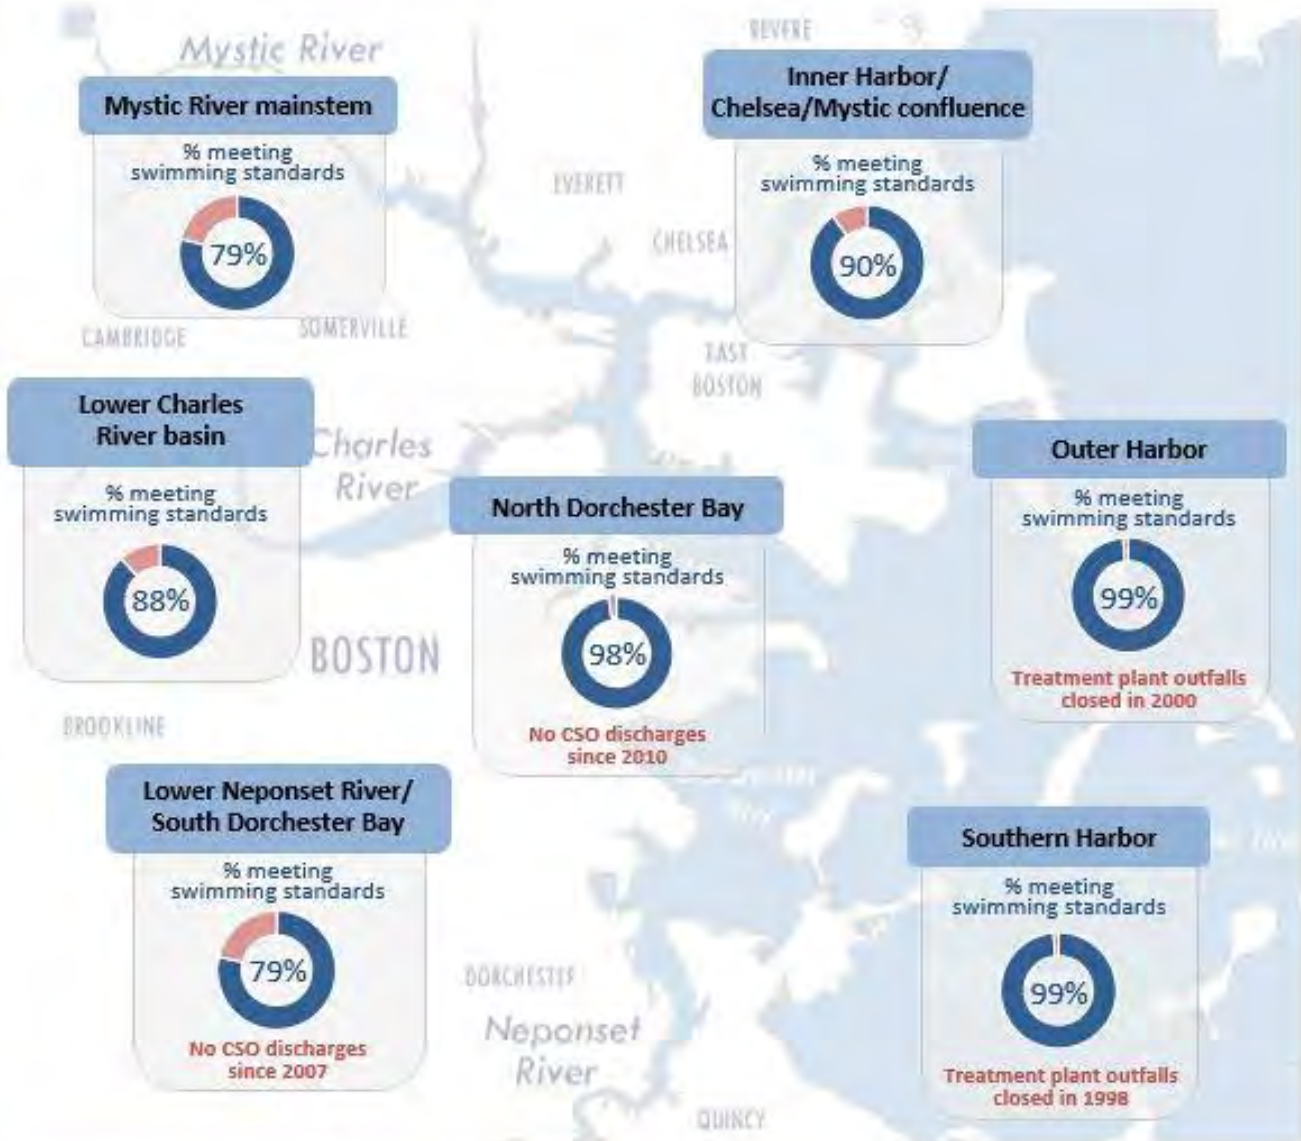 REVERE
Mystic River
Mystic River mainstem
% meeting
swimming standards
79%
Inner Harbor/
Chelsea/Mystic confluence
% meeting
swimming standards
90%
EVERETT
CHELSEA
CAMBRIDGE
SOMERVILLE
EAST
BOSTON
Lower Charles
River basin
% meeting
swimming standards
88%
Charles
River
North Dorchester Bay
% meeting
swimming standards
98%
No CSO discharges
since 2010
Outer Harbor
% meeting
swimming standards
99%
Treatment plant outfalls
closed in 2000
BOSTON
BROOKLINE
Lower Neponset River/
South Dorchester Bay
% meeting
swimming standards
79%
No CSO discharges
since 2007
DORCHESTER
Neponset
River
QUINCY
Southern Harbor
% meeting
swimming standards
99%
Treatment plant outfalls
closed in 1998